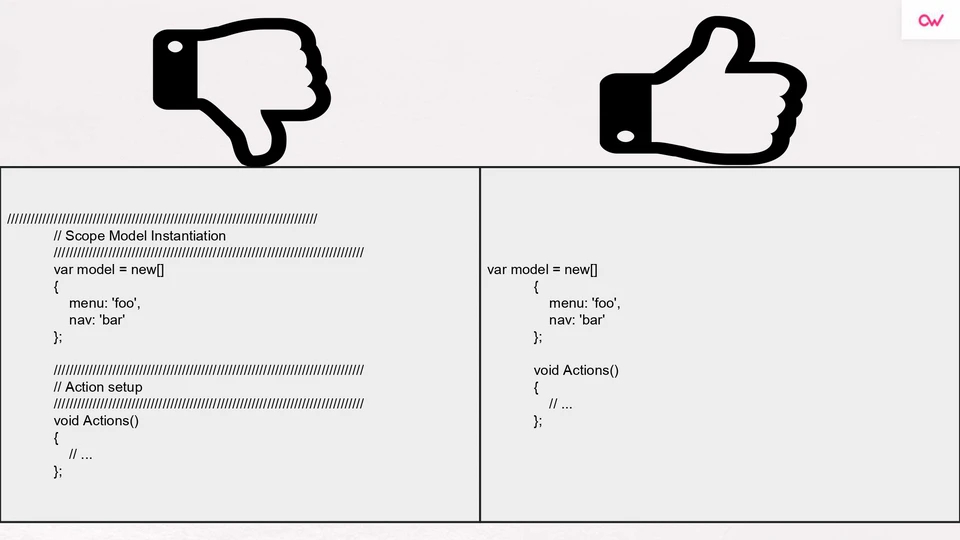 OW
////////////////////////////////////////////////////////////////////////////////
// Scope Model Instantiation
////////////////////////////////////////////////////////////////////////////////
var model = new[]
{
menu: 'foo',
nav: 'bar'
};
////////////////////////////////////////////////////////////////////////////////
// Action setup
////////////////////////////////////////////////////////////////////////////////
void Actions()
{
// ...
};
var model = new[]
{
menu: 'foo',
nav: 'bar'
};
void Actions()
{
// ...
};